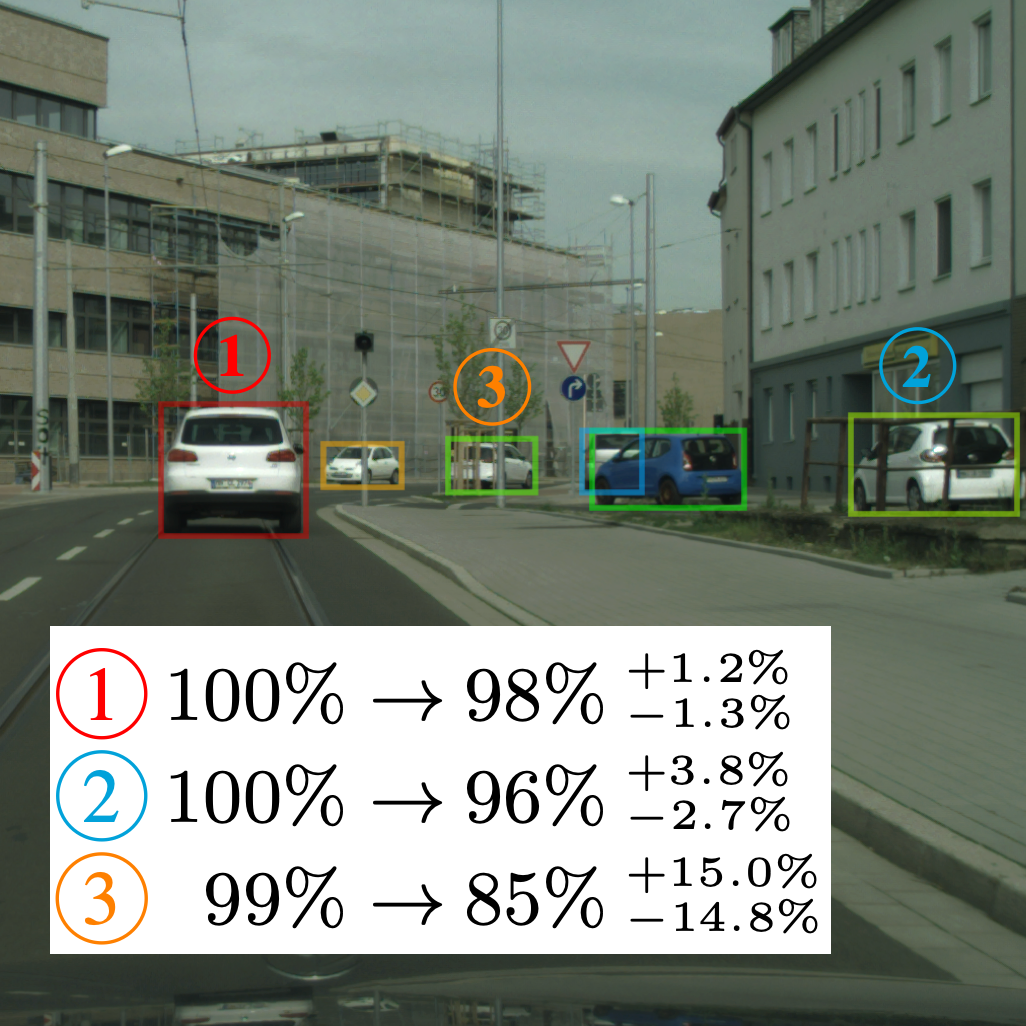 1
2
3
30
1 100% → 98% +1.2% −1.3%
2 100% → 96% +3.8% −2.7%
3 99% → 85% +15.0% −14.8%